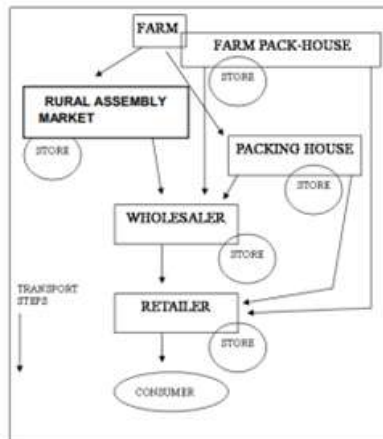 FARM
FARM PACK-HOUSE
STORE
RURAL ASSEMBLY
MARKET
STORE
PACKING HOUSE
STORE
WHOLESALER
STORE
TRANSPORT
STEPS
RETAILER
STORE
CONSUMER